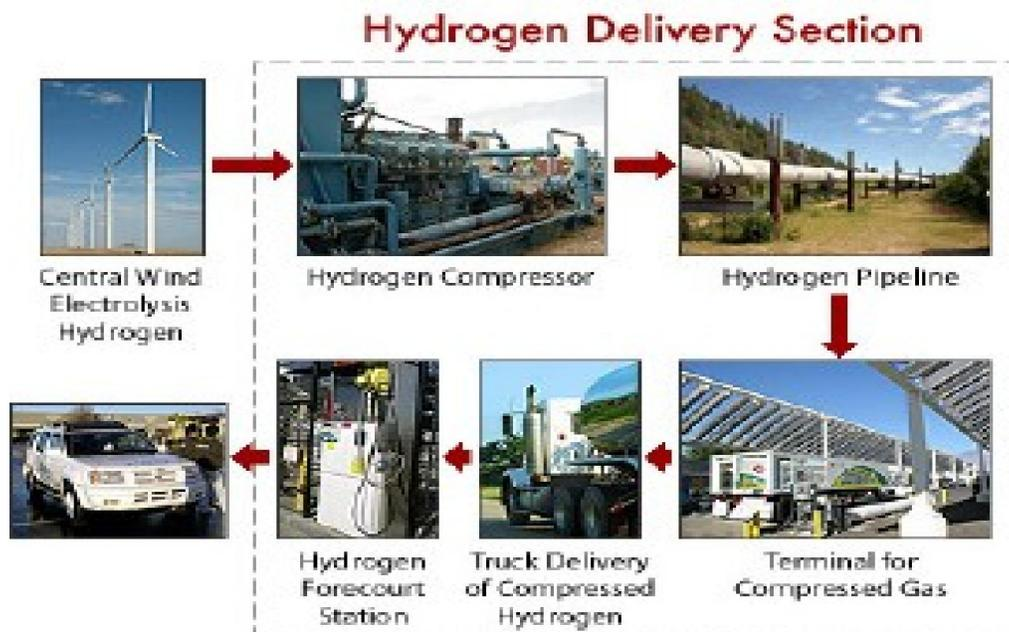 Hydrogen Delivery Section
Central Wind
Electrolysis
Hydrogen
Hydrogen Compressor
Hydrogen Pipeline
Hydrogen
Forecourt
Station
Truck Delivery
of Compressed
Hydrogen
Terminal for
Compressed Gas